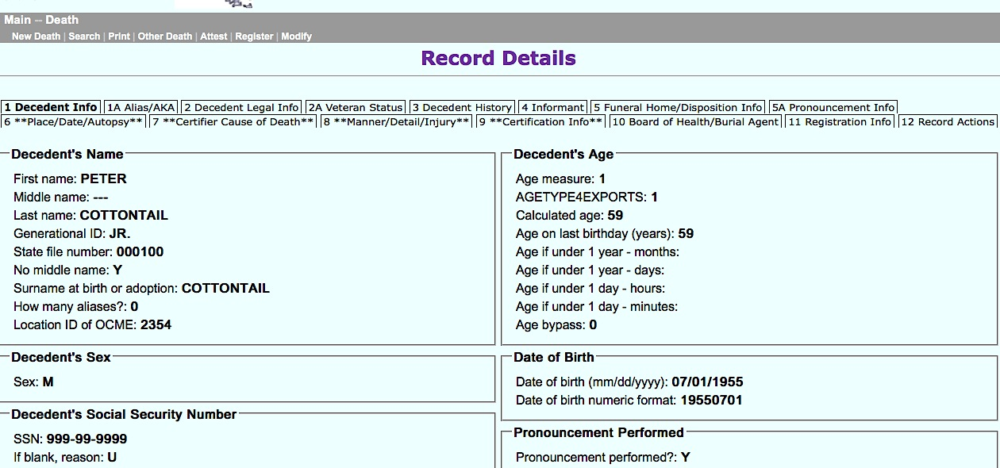 Main -- Death
New Death | Search | Print | Other Death | Attest | Register | Modify
Record Details
1 Decedent Info 1A Alias/AKA 2 Decedent Legal Info 2A Veteran Status 3 Decedent History 4 Informant 5 Funeral Home/Disposition Info 5A Pronouncement Info
6 **Place/Date/Autopsy** 7 **Certifier Cause of Death** 8 **Manner/Detail/Injury** 9 **Certification Info** 10 Board of Health/Burial Agent 11 Registration Info 12 Record Actions
Decedent's Name
First name: PETER
Middle name: ---
Last name: COTTONTAIL
Generational ID: JR.
State file number: 000100
No middle name: Y
Surname at birth or adoption: COTTONTAIL
How many aliases?: 0
Location ID of OCME: 2354
Decedent's Sex
Sex: M
Decedent's Social Security Number
SSN: 999-99-9999
If blank, reason: U
Decedent's Age
Age measure: 1
AGETYPE4EXPORTS: 1
Calculated age: 59
Age on last birthday (years): 59
Age if under 1 year - months:
Age if under 1 year - days:
Age if under 1 day - hours:
Age if under 1 day - minutes:
Age bypass: 0
Date of Birth
Date of birth (mm/dd/yyyy): 07/01/1955
Date of birth numeric format: 19550701
Pronouncement Performed
Pronouncement performed?: Y